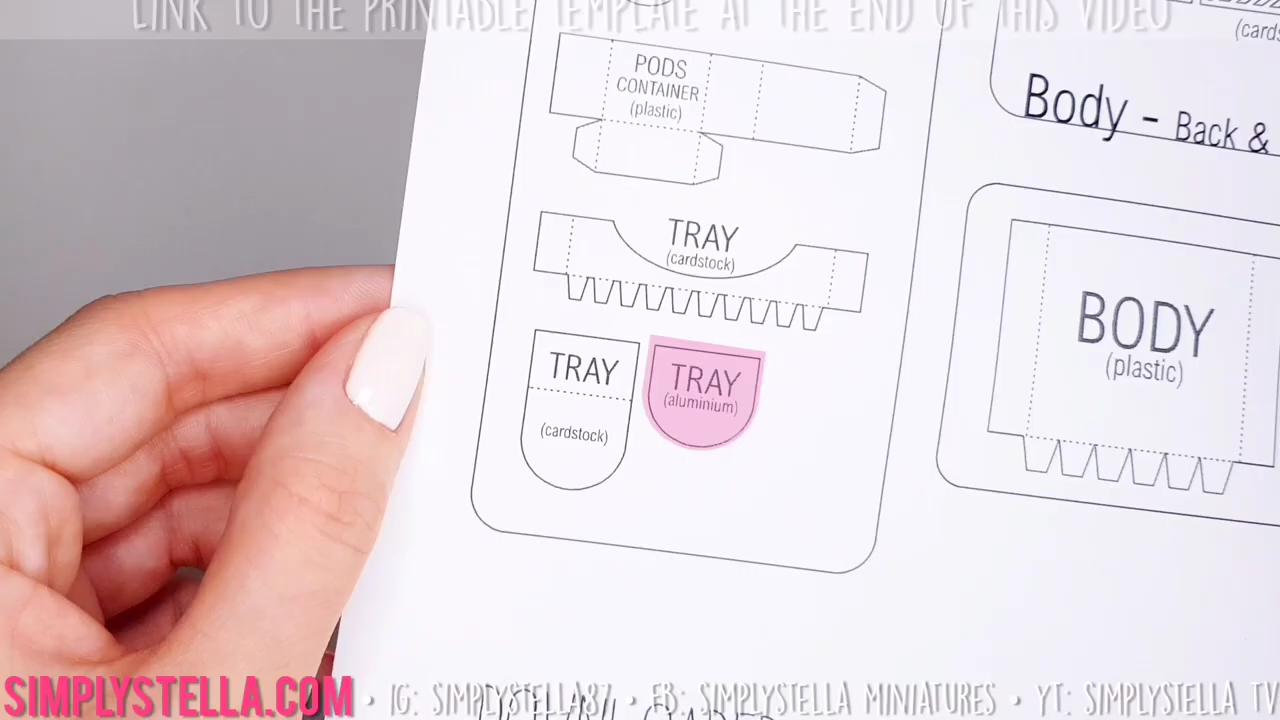 LINK TO THE PRINTABLE TEMPLATE AT THE END OF THIS VIDEO
PODS
CONTAINER
(plastic)
TRAY
(cardstock)
TRAY
(cardstock)
TRAY
(aluminium)
Body - Back &
BODY
(plastic)
SIMPLYSTELLA.COM • IG: SIMPLYSTELLA87 • FB: SIMPLYSTELLA MINIATURES • YT: SIMPLYSTELLA TV